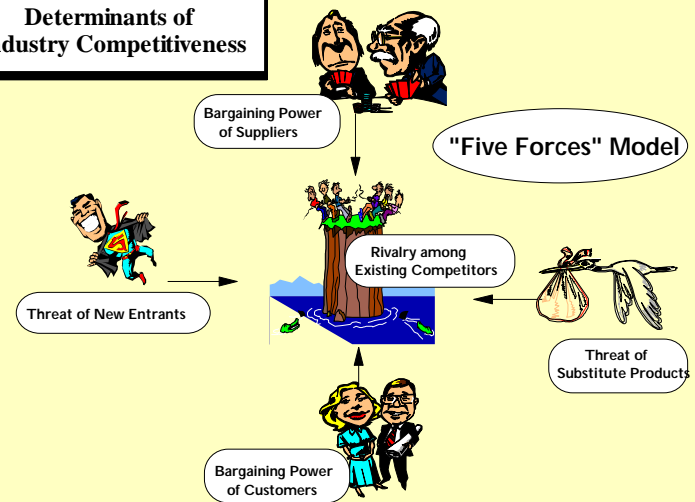 Determinants of
ndustry Competitiveness
Bargaining Power
of Suppliers
"Five Forces" Model
Rivalry among
Existing Competitors
Threat of New Entrants
Threat of
Substitute Products
Bargaining Power
of Customers